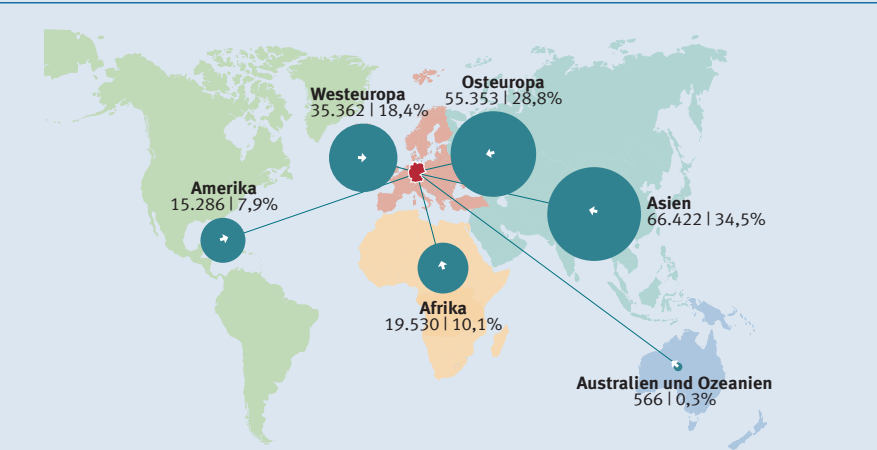 Westeuropa
35.362 | 18,4%
Osteuropa
55.353 | 28,8%
Amerika
15.286 | 7,9%
Asien
66.422 | 34,5%
Afrika
19.530 | 10,1%
Australien und Ozeanien
566 | 0,3%